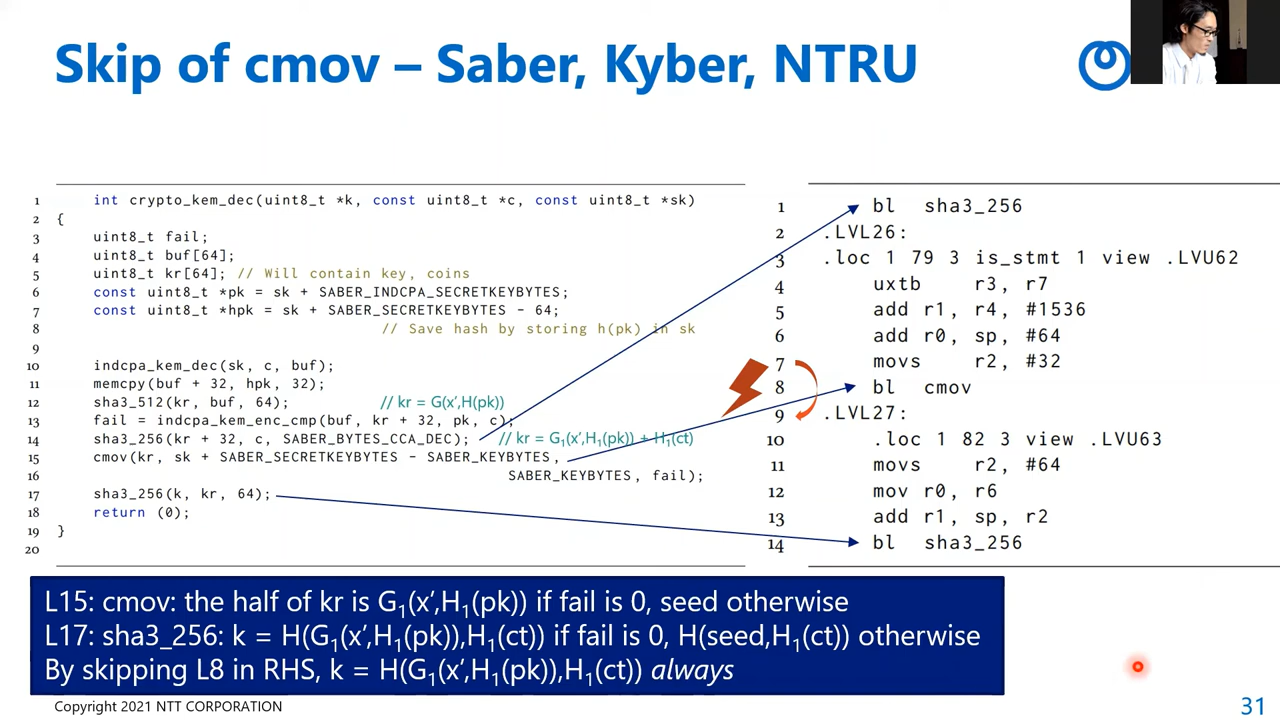 Skip of cmov – Saber, Kyber, NTRU
1 int crypto_kem_dec(uint8_t *k, const uint8_t *c, const uint8_t *sk)
2 {
3 uint8_t fail;
4 uint8_t buf[64];
5 uint8_t kr[64]; // Will contain key, coins
6 const uint8_t *pk = sk + SABER_INDCPA_SECRETKEYBYTES;
7 const uint8_t *hpk = sk + SABER_SECRETKEYBYTES - 64;
8 // Save hash by storing h(pk) in sk
9
10 indcpa_kem_dec(sk, c, buf);
11 memcpy(buf + 32, hpk, 32);
12 sha3_512(kr, buf, 64); // kr = G(x′,H(pk))
13 fail = indcpa_kem_enc_cmp(buf, kr + 32, pk, c);
14 sha3_256(kr + 32, c, SABER_BYTES_CCA_DEC); // kr = G₁(x′,H₁(pk)) + H₁(ct)
15 cmov(kr, sk + SABER_SECRETKEYBYTES - SABER_KEYBYTES,
16 SABER_KEYBYTES, fail);
17 sha3_256(k, kr, 64);
18 return (0);
19 }
20
1 bl sha3_256
2 .LVL26:
3 .loc 1 79 3 is_stmt 1 view .LVU62
4 uxtb r3, r7
5 add r1, r4, #1536
6 add r0, sp, #64
7 movs r2, #32
8 bl cmov
9 .LVL27:
10 .loc 1 82 3 view .LVU63
11 movs r2, #64
12 mov r0, r6
13 add r1, sp, r2
14 bl sha3_256
L15: cmov: the half of kr is G₁(x′,H₁(pk)) if fail is 0, seed otherwise
L17: sha3_256: k = H(G₁(x′,H₁(pk)),H₁(ct)) if fail is 0, H(seed,H₁(ct)) otherwise
By skipping L8 in RHS, k = H(G₁(x′,H₁(pk)),H₁(ct)) always
Copyright 2021 NTT CORPORATION
31